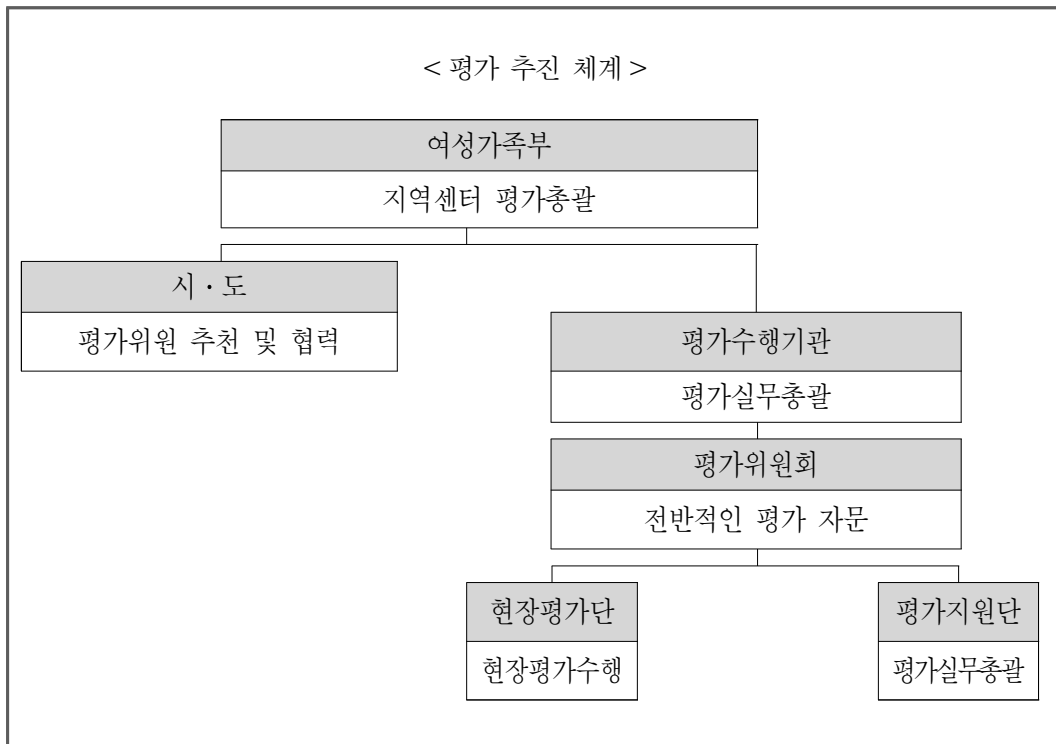 < 평가 추진 체계 >
여성가족부
지역센터 평가총괄
시·도
평가위원 추천 및 협력
평가수행기관
평가실무총괄
평가위원회
전반적인 평가 자문
현장평가단
현장평가수행
평가지원단
평가실무총괄